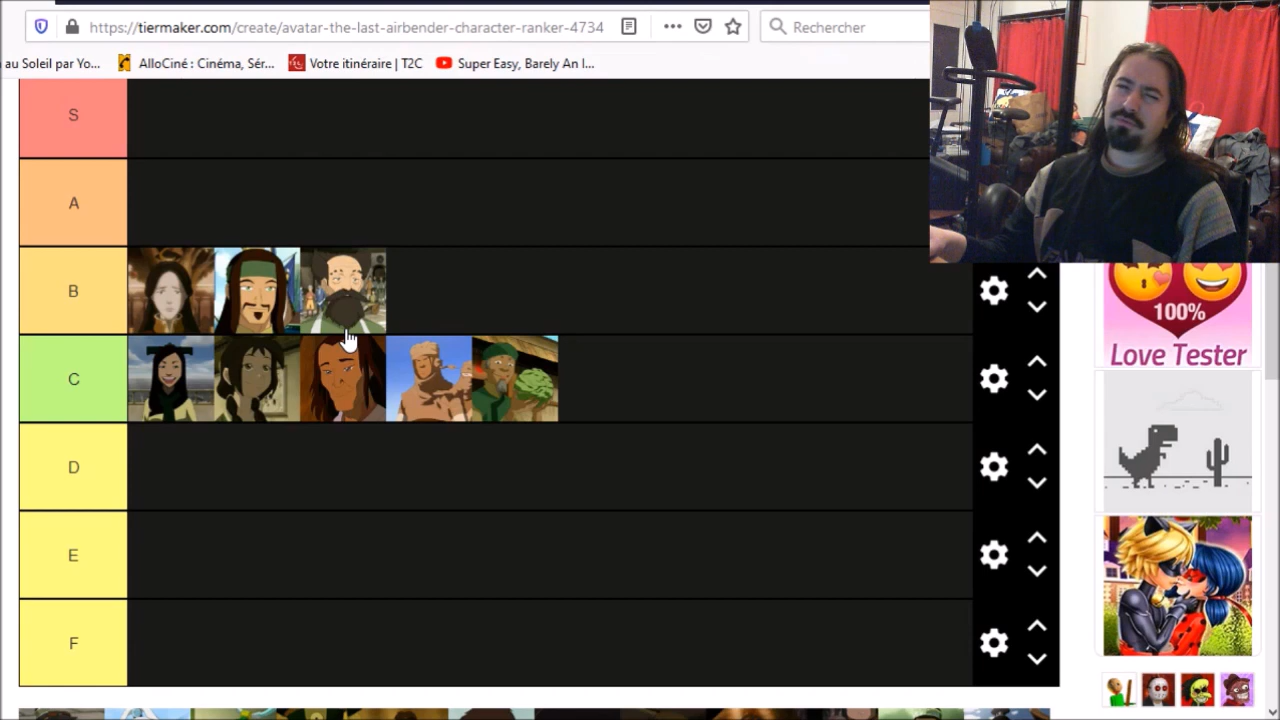 https://tiermaker.com/create/avatar-the-last-airbender-character-ranker-4734
Rechercher
au Soleil par Yo...
AlloCiné : Cinéma, Sér...
Votre itinéraire | T2C
Super Easy, Barely An I...
S
A
B
C
D
E
F
100%
Love Tester